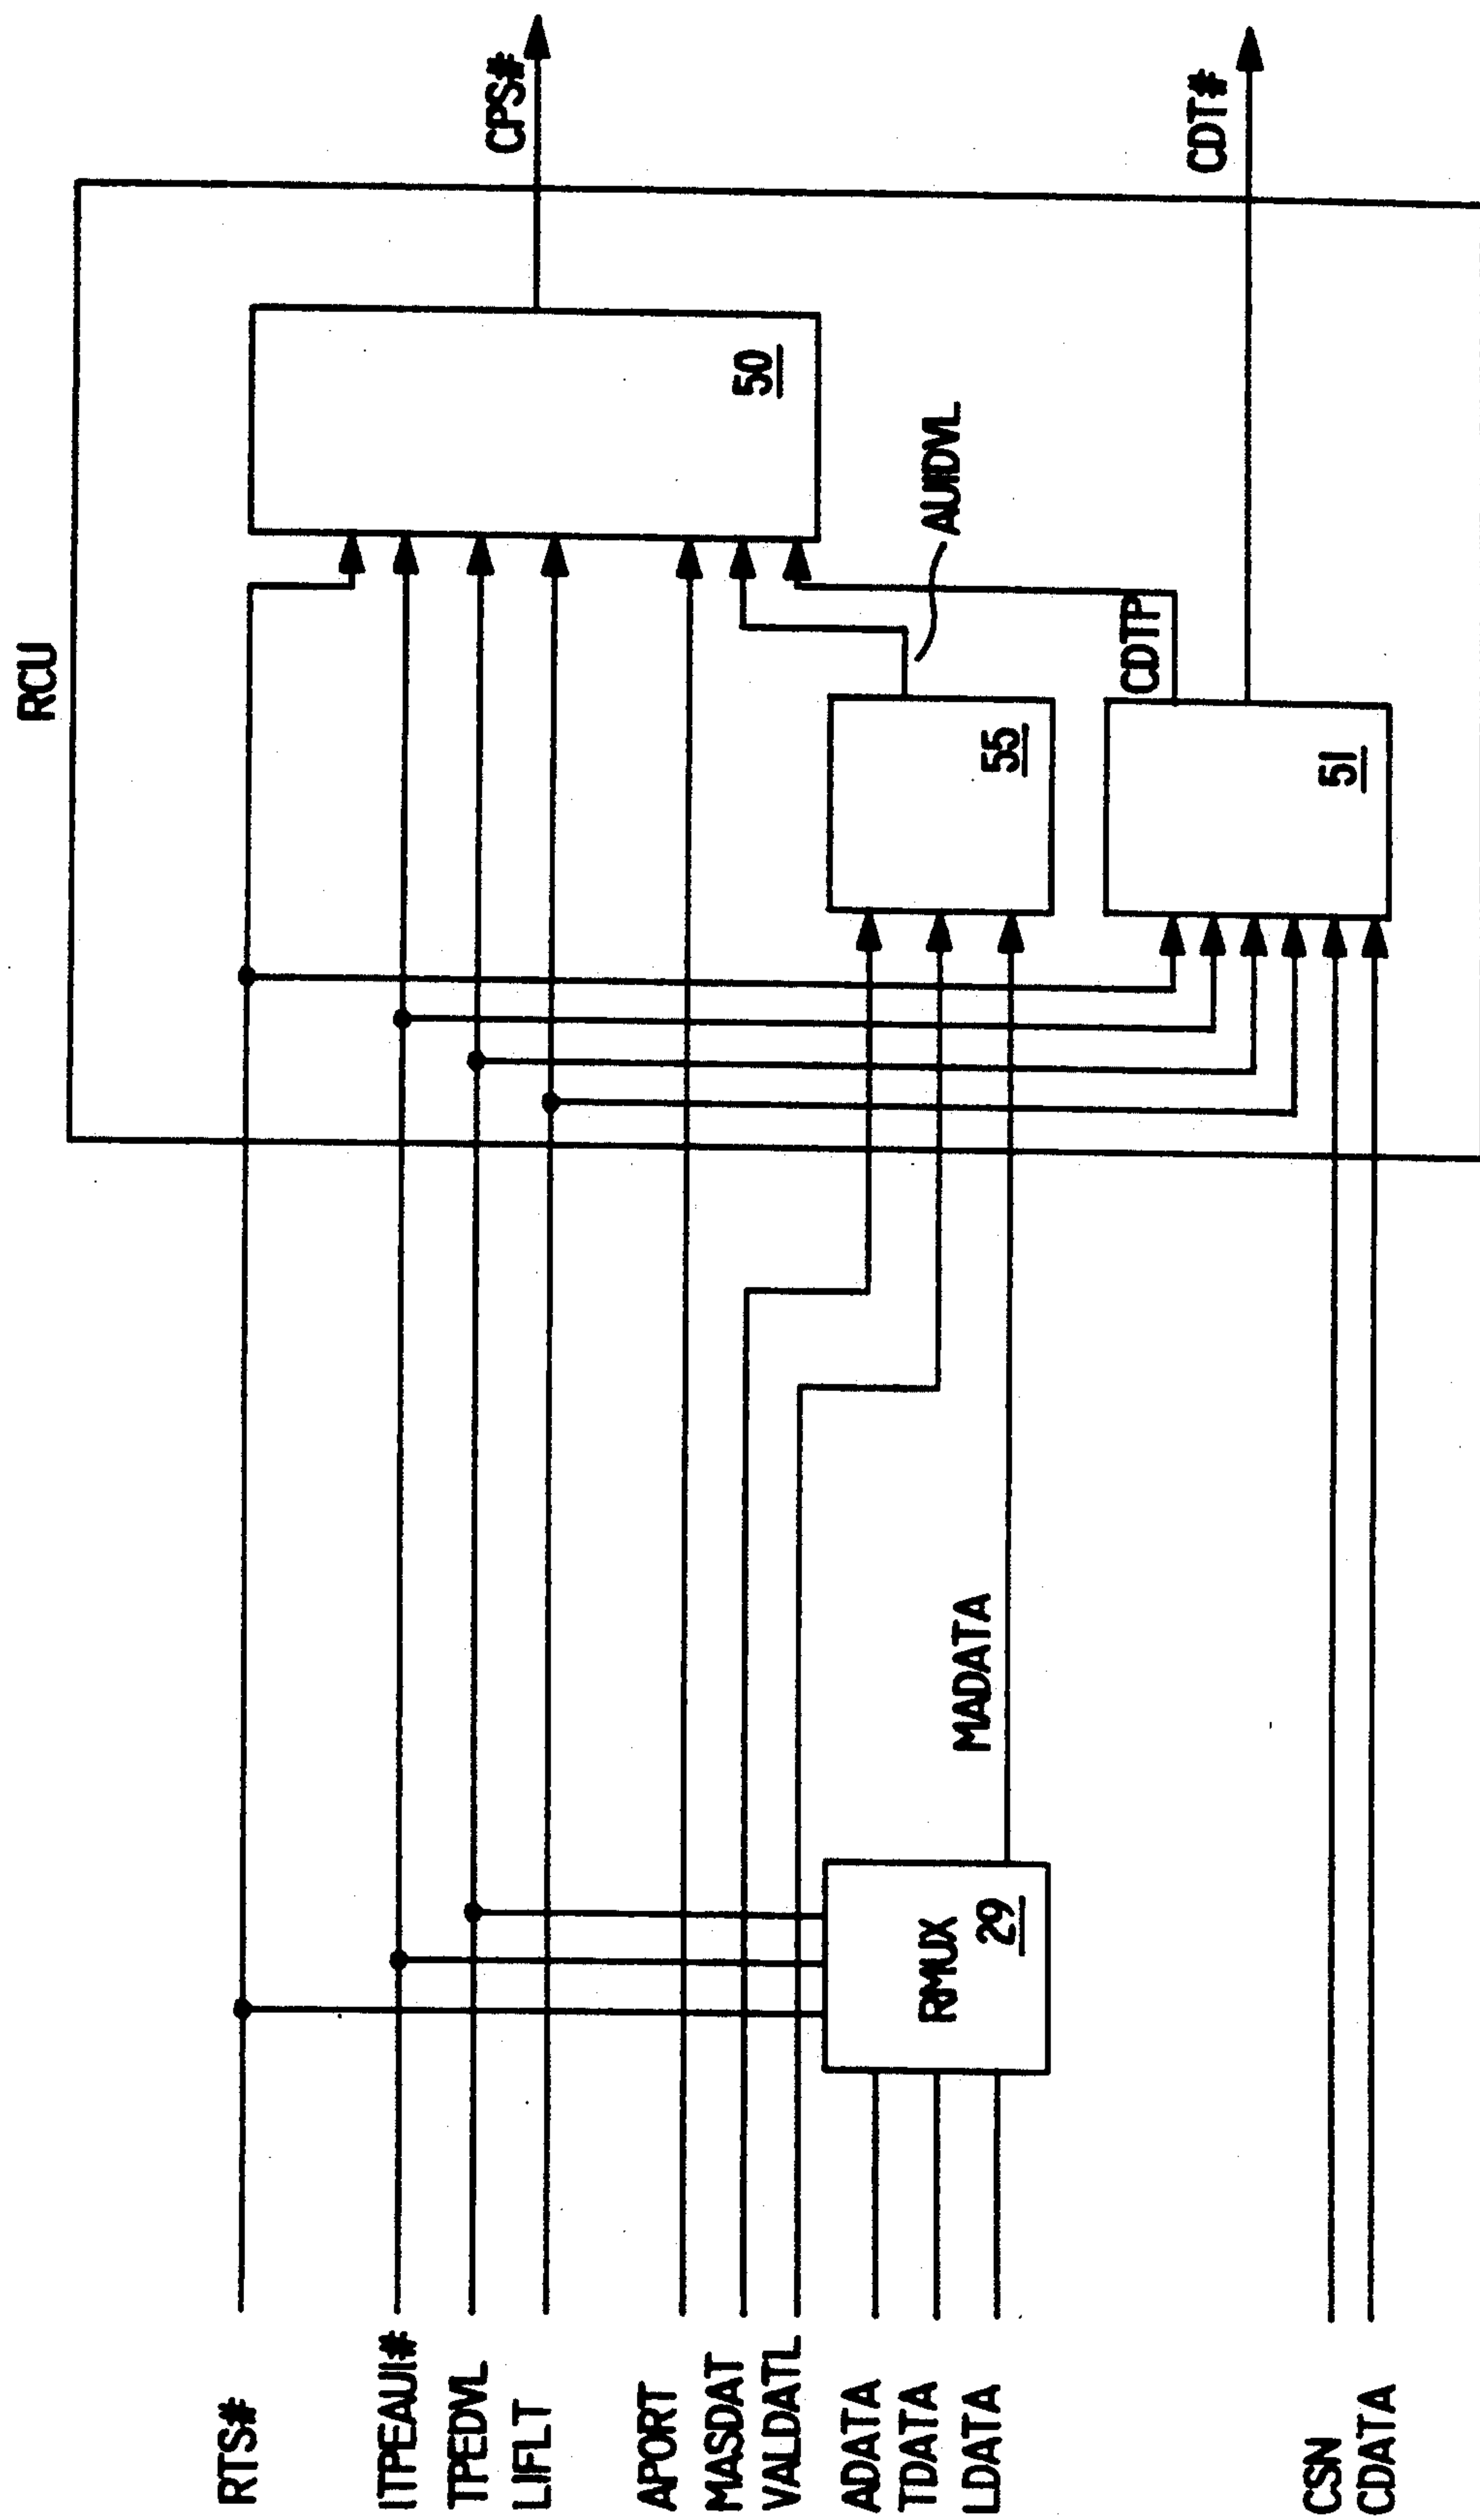 RCU
RTS#
ITPEAUI#
TPEDVL
LIFLT
APORT
MASDAT
VALDATL
ADATA
TDATA
LDATA
CSN
CDATA
RMUX
29
MADATA
50
AUIDVL
55
CDTP
51
CPS#
CDT#